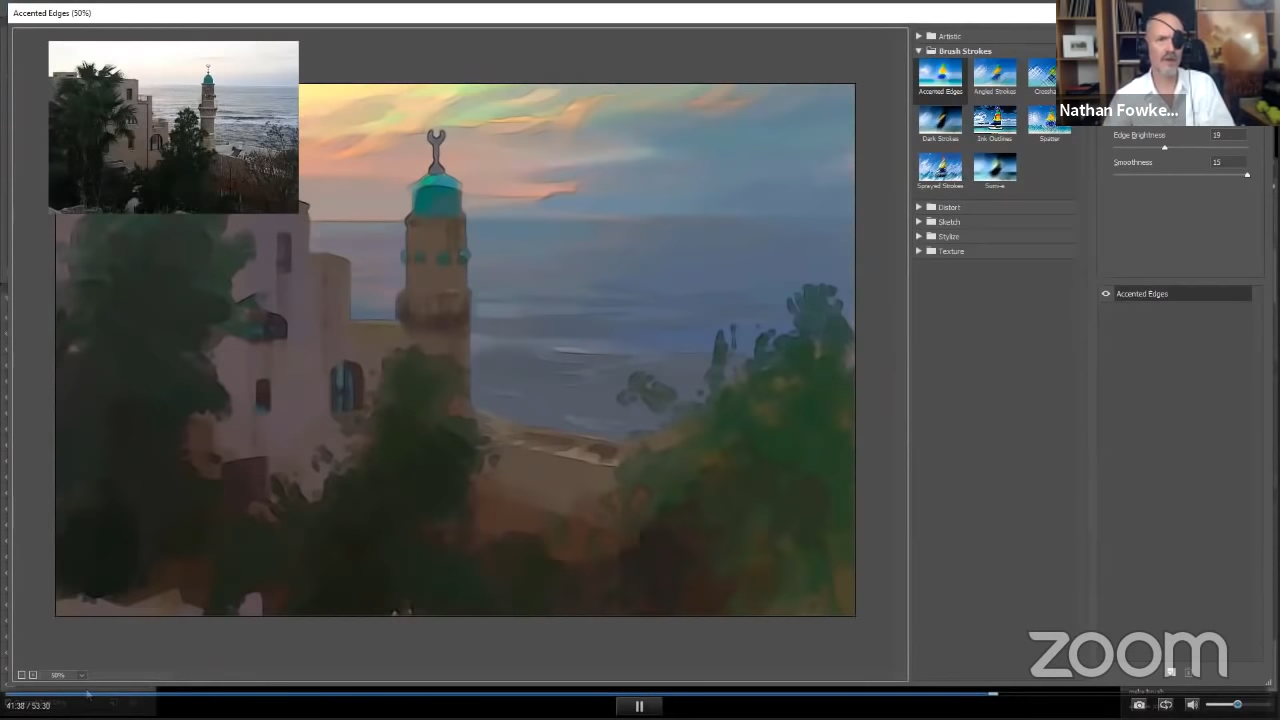 Accented Edges (50%)
Artistic
Brush Strokes
Accented Edges
Angled Strokes
Crossha
Dark Strokes
Ink Outlines
Spatter
Sprayed Strokes
Sumi-e
Distort
Sketch
Stylize
Texture
Nathan Fowke...
Edge Brightness 19
Smoothness 15
Accented Edges
50%
zoom
41:38 / 53:30